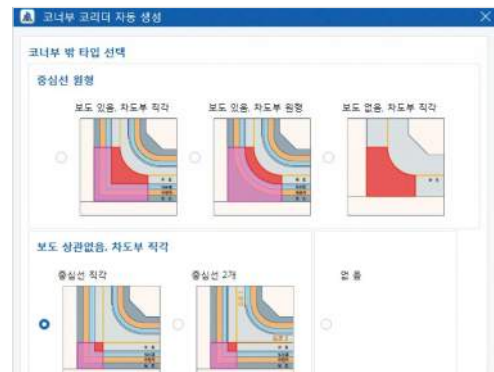 코너부 코리더 자동 생성
코너부 밖 타입 선택
중심선 원형
보도 있음, 차도부 직각
보도 있음, 차도부 원형
보도 없음, 차도부 직각
보도 상관없음, 차도부 직각
중심선 직각
중심선 2개
없 음